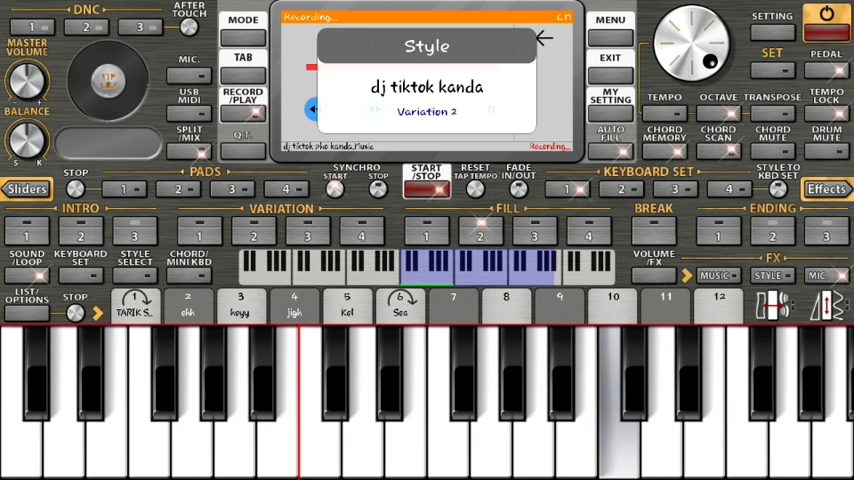 DNC
1 2 3
AFTER TOUCH
MODE
Recording...
MENU
SETTING
MASTER VOLUME
VIP
MIC.
TAB
Style
EXIT
SET
PEDAL
USB MIDI
RECORD /PLAY
dj tiktok kanda
MY SETTING
TEMPO OCTAVE TRANSPOSE TEMPO LOCK
BALANCE
S K
SPLIT /MIX
Variation 2
AUTO FILL
CHORD MEMORY CHORD SCAN CHORD MUTE DRUM MUTE
dj tiktok pho kanda,Music Recording...
Sliders
STOP
PADS
1 2 3 4
SYNCHRO
START STOP
START /STOP
RESET TAP TEMPO
FADE IN/OUT
KEYBOARD SET
1 2 3 4
STYLE TO KBD SET
Effects
INTRO VARIATION FILL BREAK ENDING
1 2 3 1 2 3 4 1 2 3 4 1 2 3
SOUND /LOOP
KEYBOARD SET
STYLE SELECT
CHORD/ MINI KBD
VOLUME /FX
FX
MUSIC STYLE MIC.
LIST/ OPTIONS
STOP
1 2 3 4 5 6 7 8 9 10 11 12
TARIK S.. ehh heyy jigh Kel Sea